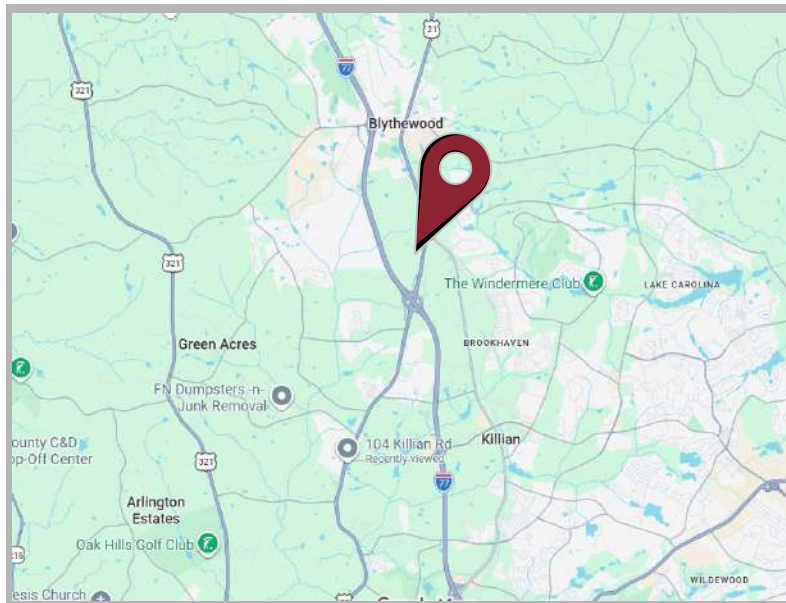 21
77
321
Blythewood
321
The Windermere Club
LAKE CAROLINA
Green Acres
BROOKHAVEN
FN Dumpsters -n-
Junk Removal
104 Killian Rd
Recently viewed
Killian
ounty C&D
op-Off Center
321
77
Arlington
Estates
Oak Hills Golf Club
WILDEWOOD
esis Church